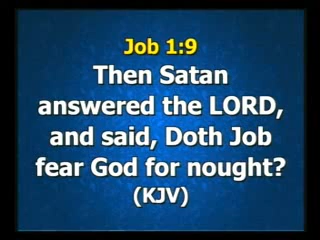 Job 1:9
Then Satan
answered the LORD,
and said, Doth Job
fear God for nought?
(KJV)